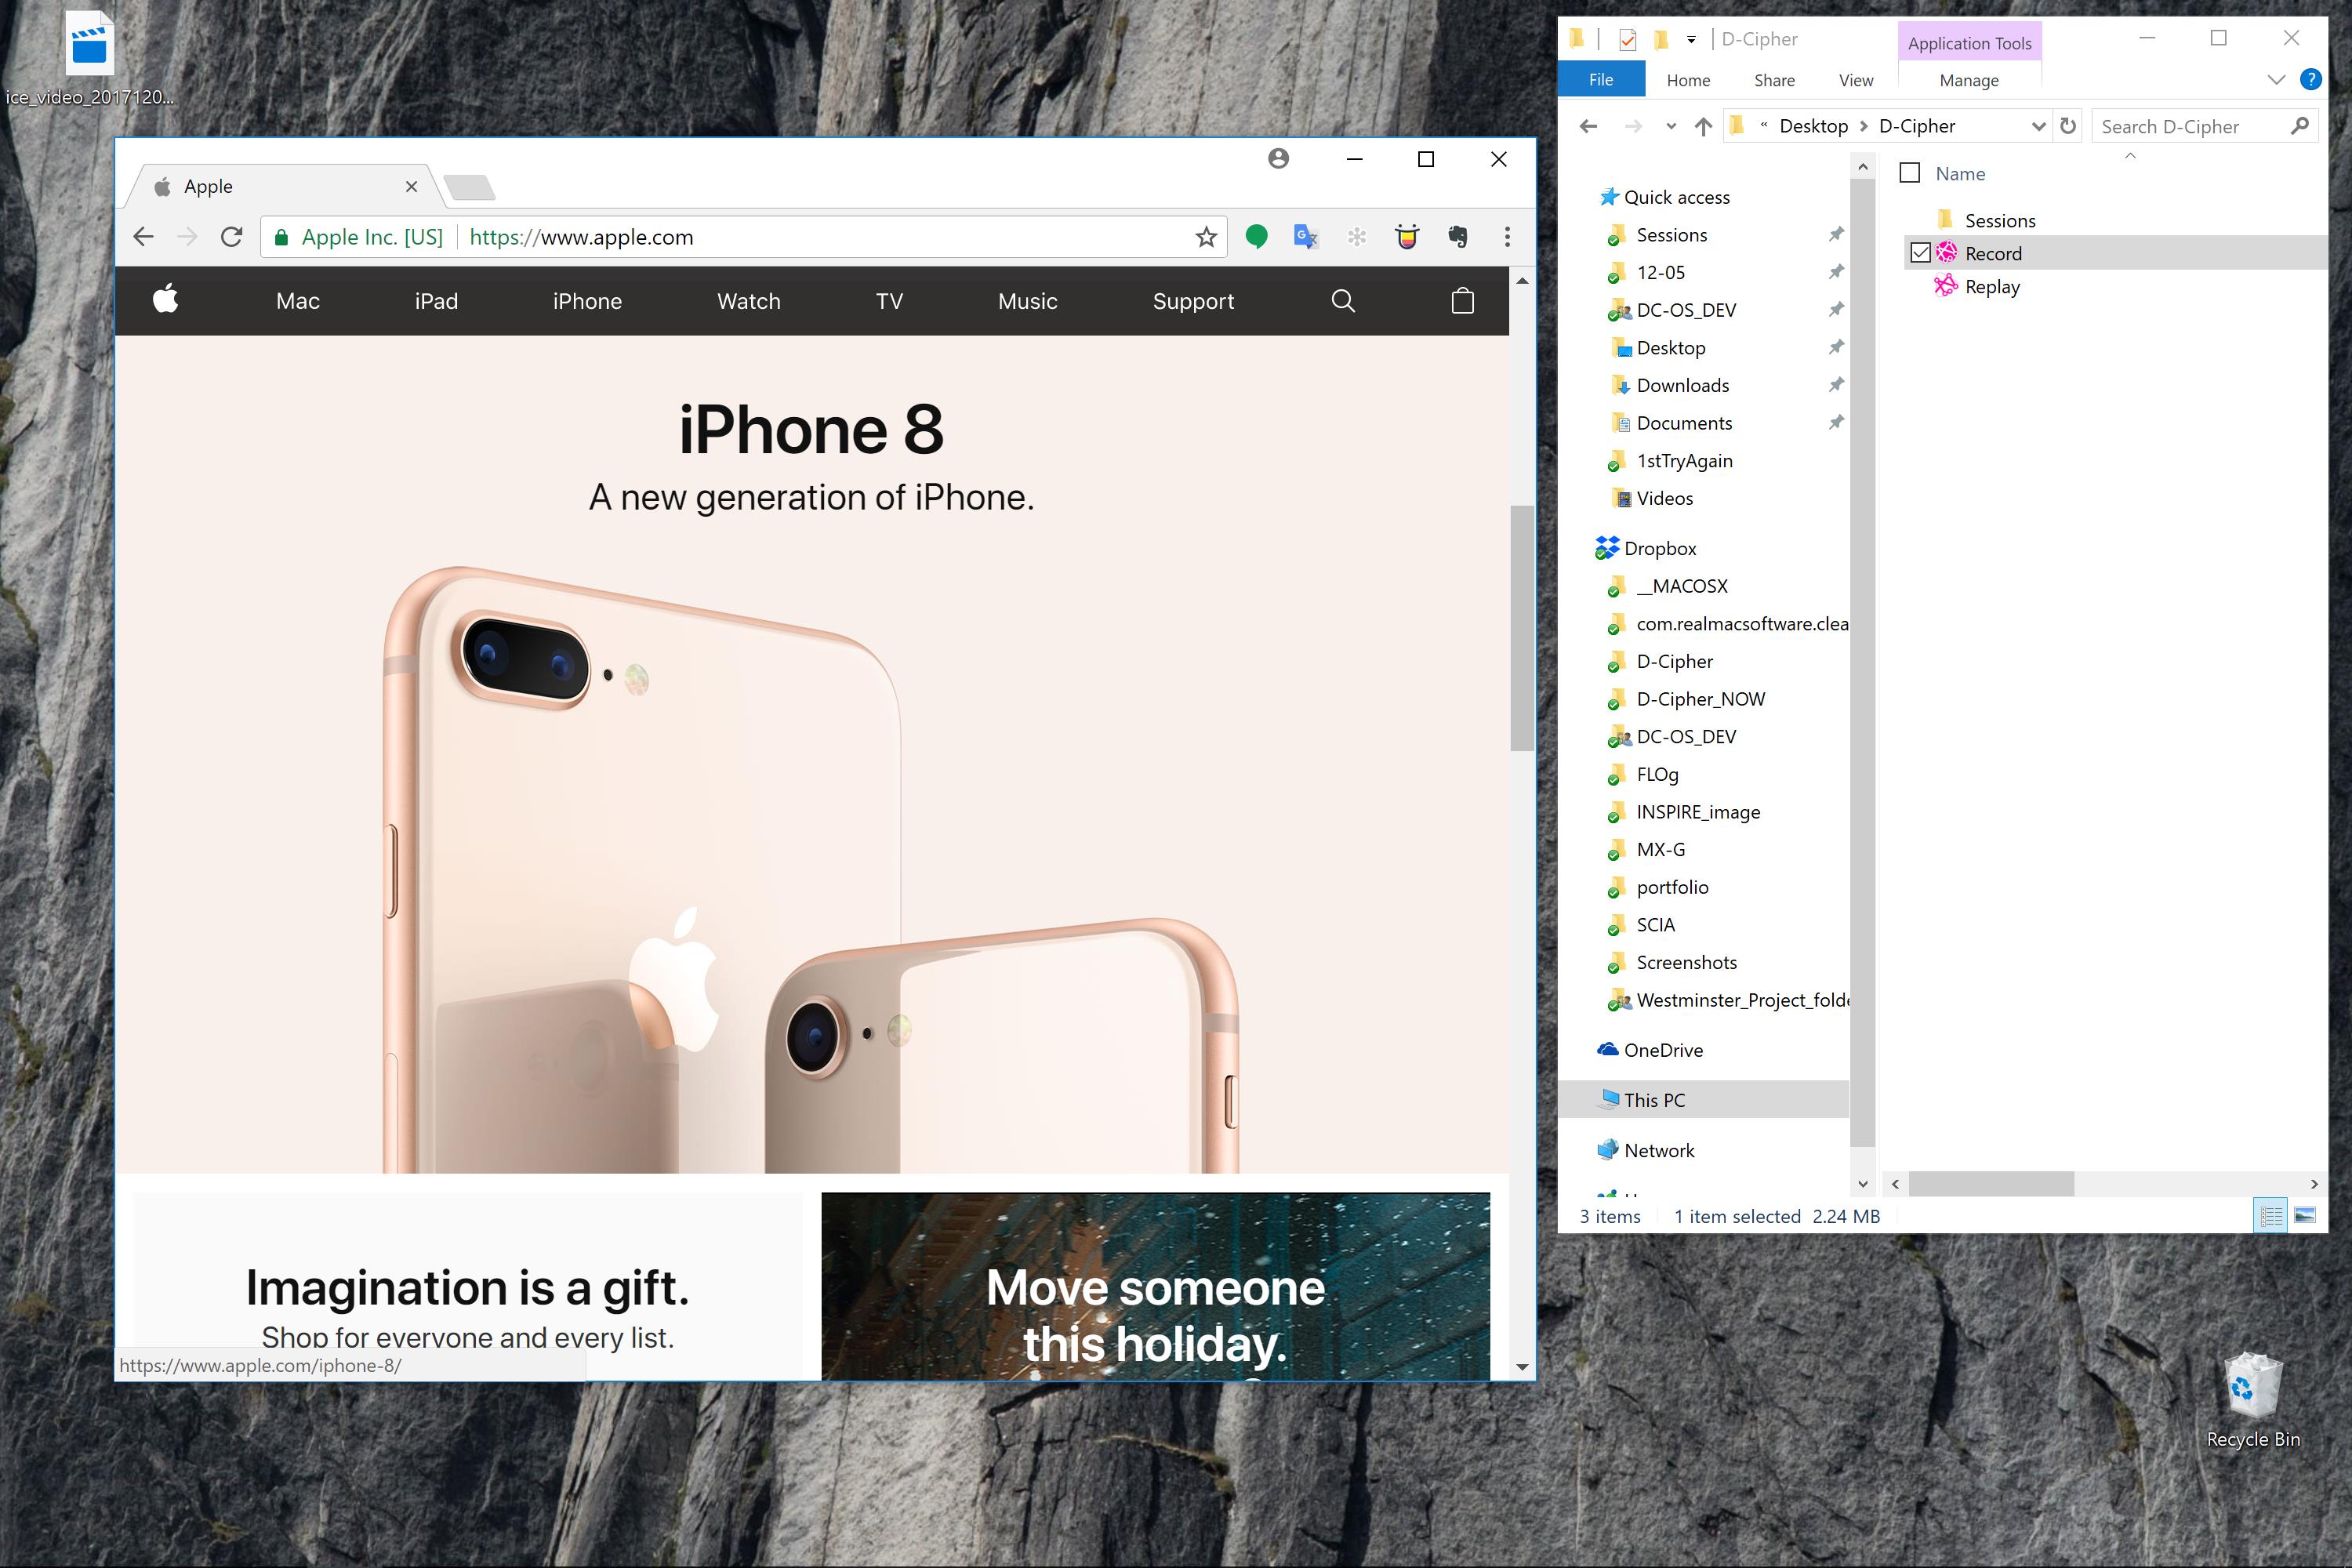 ice_video_2017120...
Apple
Apple Inc. [US] https://www.apple.com
Mac iPad iPhone Watch TV Music Support
iPhone 8
A new generation of iPhone.
Imagination is a gift.
Shop for everyone and every list.
Move someone
this holiday.
https://www.apple.com/iphone-8/
D-Cipher Application Tools
File Home Share View Manage
« Desktop D-Cipher Search D-Cipher
Quick access
Sessions
12-05
DC-OS_DEV
Desktop
Downloads
Documents
1stTryAgain
Videos
Dropbox
__MACOSX
com.realmacsoftware.clea
D-Cipher
D-Cipher_NOW
DC-OS_DEV
FLOg
INSPIRE_image
MX-G
portfolio
SCIA
Screenshots
Westminster_Project_folde
OneDrive
This PC
Network
Name
Sessions
Record
Replay
3 items 1 item selected 2.24 MB
Recycle Bin